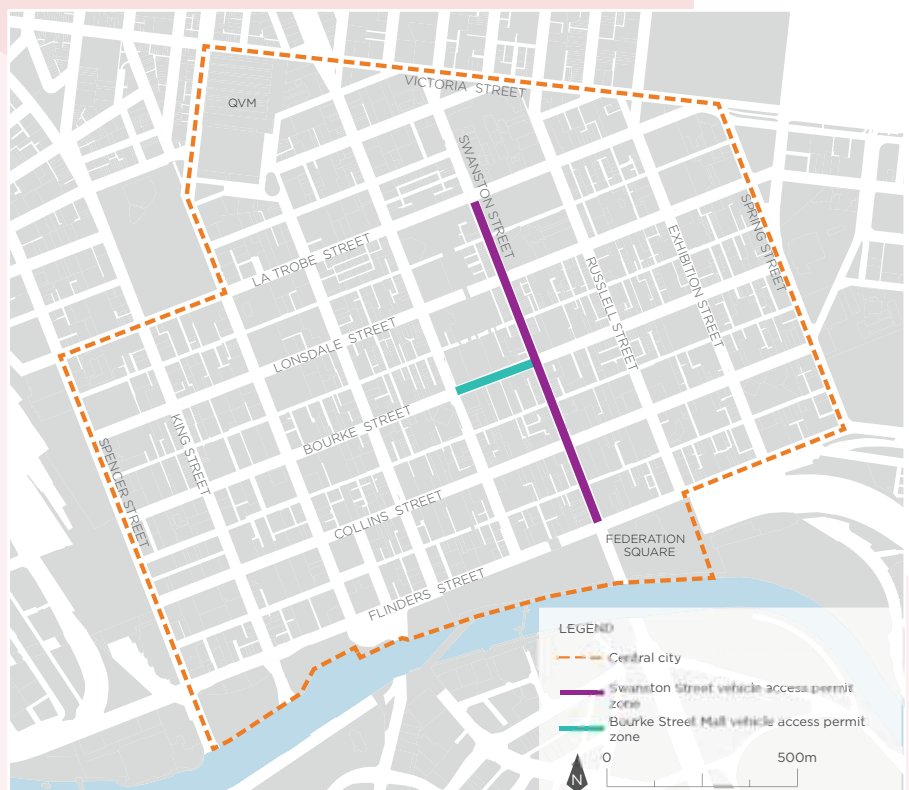 VICTORIA STREET
QVM
SWANSTON STREET
SPRING STREET
EXHIBITION STREET
LA TROBE STREET
RUSSLELL STREET
LONSDALE STREET
BOURKE STREET
KING STREET
SPENCER STREET
COLLINS STREET
FEDERATION
SQUARE
FLINDERS STREET
LEGEND
Central city
Swanston Street vehicle access permit
zone
Bourke Street Mall vehicle access permit
zone
0 500m
N